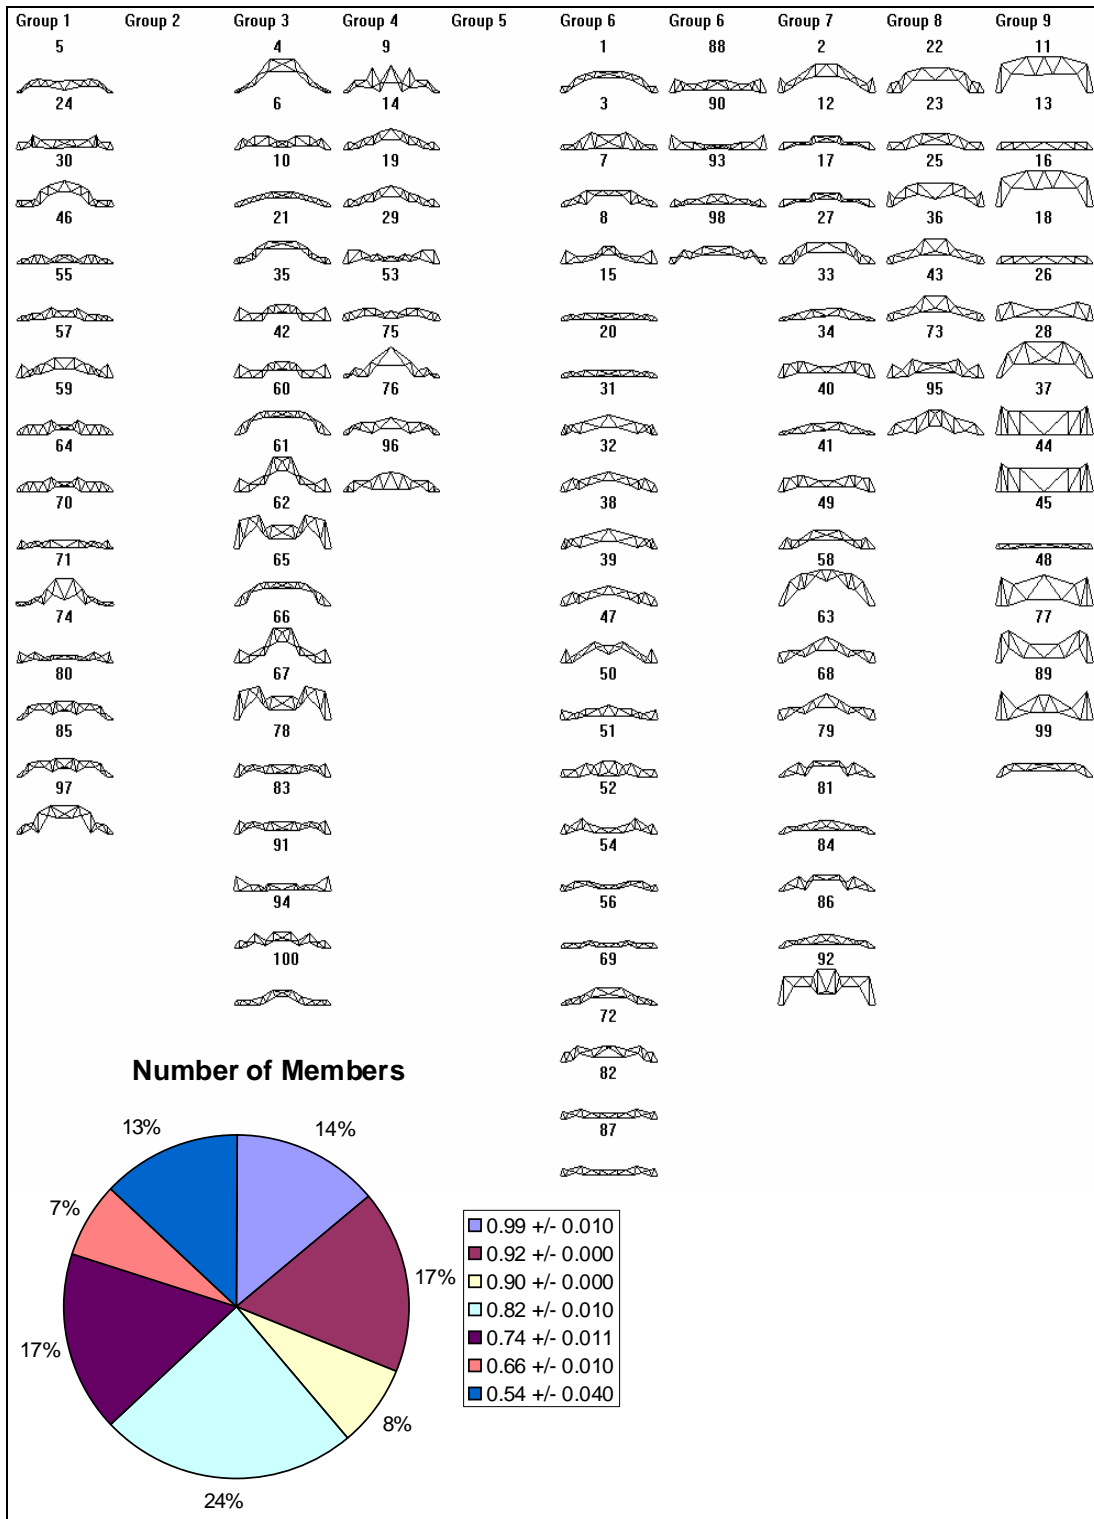 Group 1 Group 2 Group 3 Group 4 Group 5 Group 6 Group 6 Group 7 Group 8 Group 9
5 4 9 1 88 2 22 11
24 6 14 3 90 12 23 13
30 10 19 7 93 17 25 16
46 21 29 8 98 27 36 18
55 35 53 15 33 43 26
57 42 75 20 34 73 28
59 60 76 31 40 95 37
64 61 96 32 41 44
70 62 38 49 45
71 65 39 58 48
74 66 47 63 77
80 67 50 68 89
85 78 51 79 99
97 83 52 81
91 54 84
94 56 86
100 69 92
72
82
87
Number of Members
13%
14%
7%
17%
17%
8%
24%
0.99 +/- 0.010
0.92 +/- 0.000
0.90 +/- 0.000
0.82 +/- 0.010
0.74 +/- 0.011
0.66 +/- 0.010
0.54 +/- 0.040